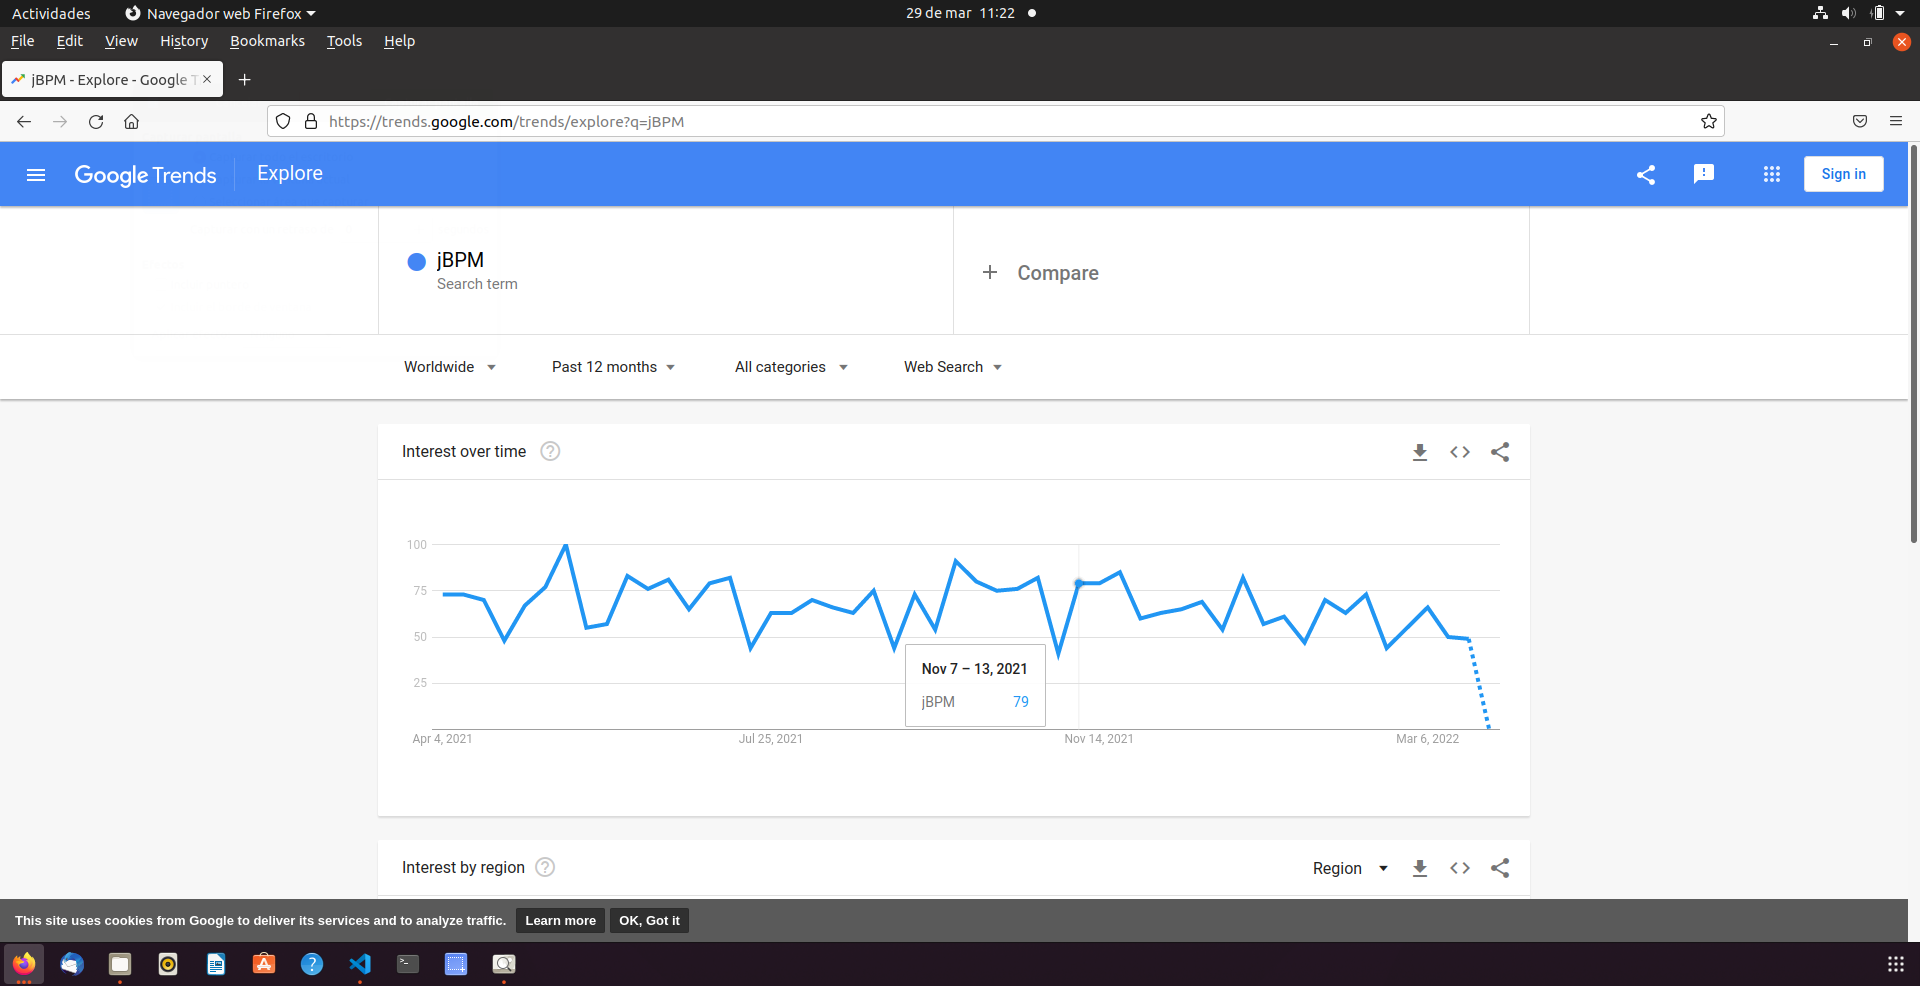 Actividades Navegador web Firefox 29 de mar 11:22
File Edit View History Bookmarks Tools Help
jBPM - Explore - Google T
https://trends.google.com/trends/explore?q=jBPM
Google Trends Explore Sign in
jBPM
Search term
Compare
Worldwide Past 12 months All categories Web Search
Interest over time
100
75
50
25
Nov 7 – 13, 2021
jBPM 79
Apr 4, 2021 Jul 25, 2021 Nov 14, 2021 Mar 6, 2022
Interest by region Region
This site uses cookies from Google to deliver its services and to analyze traffic. Learn more OK, Got it